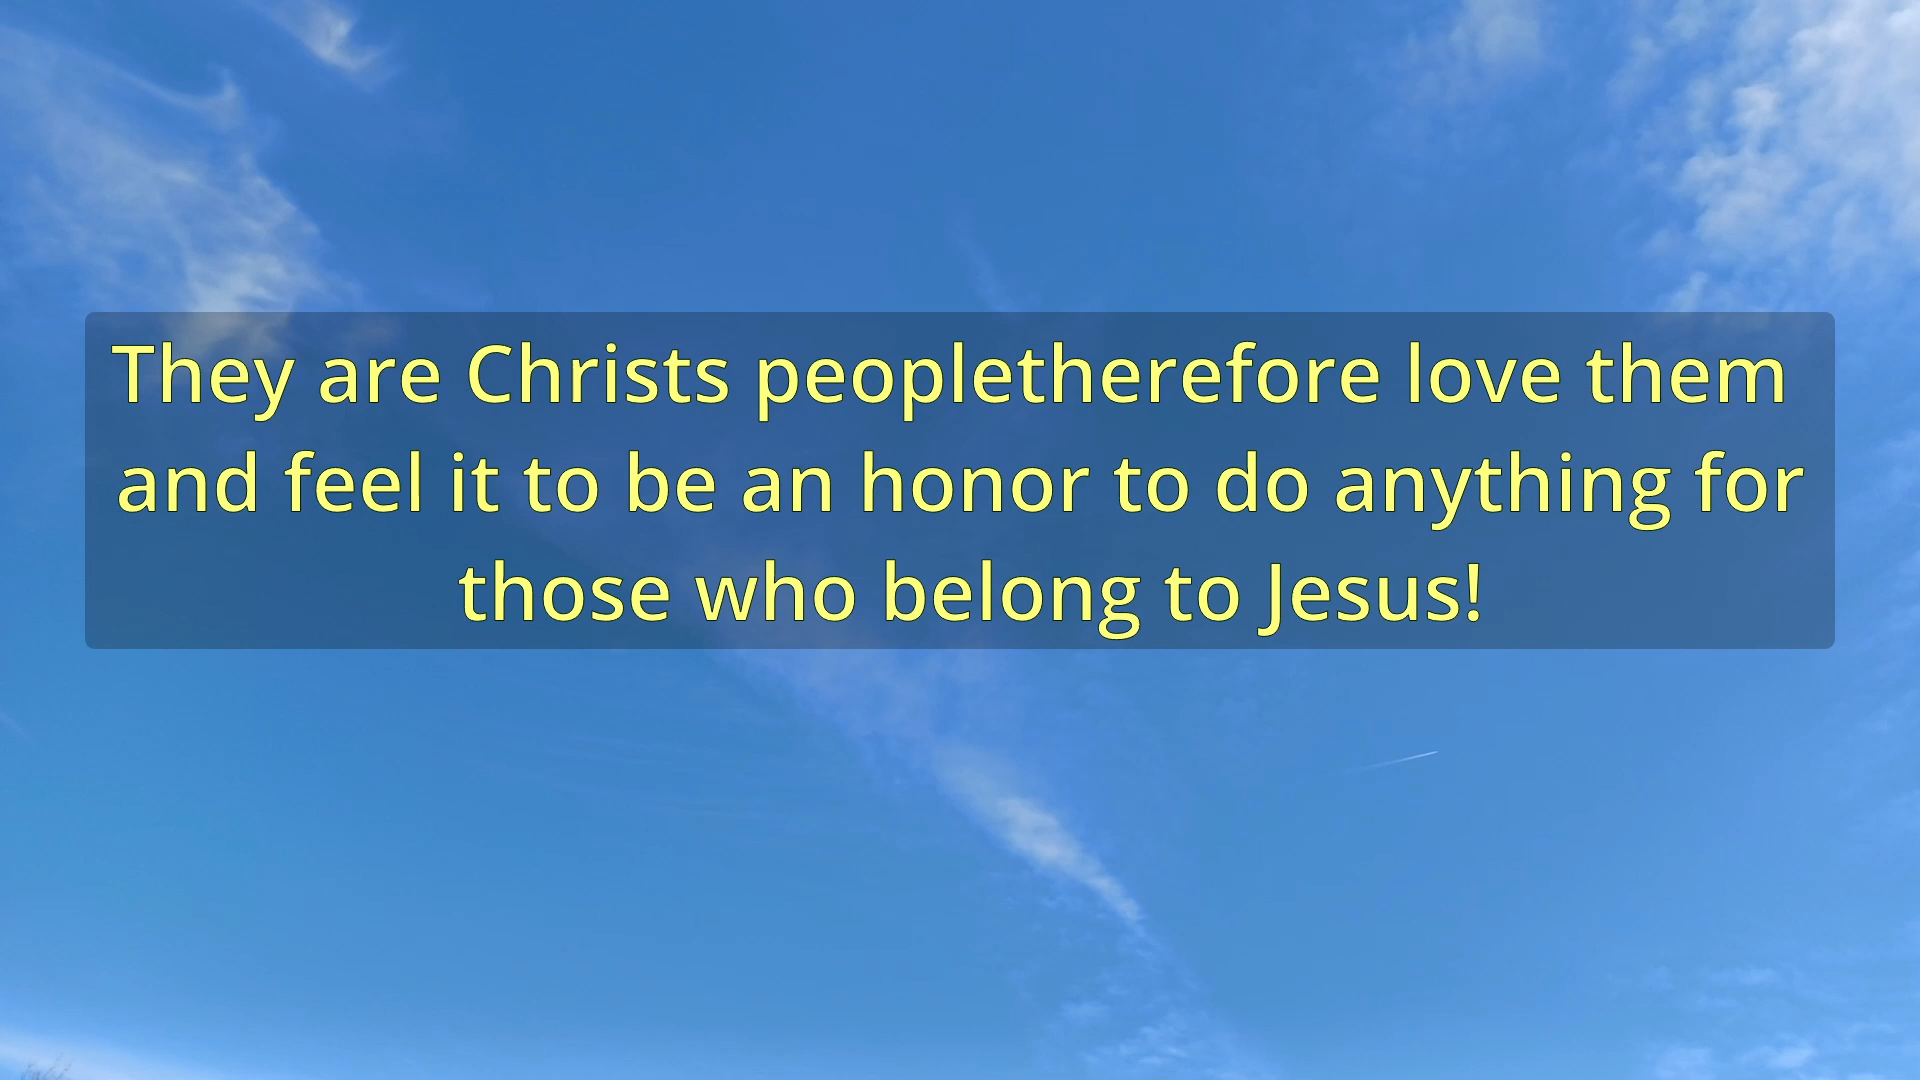 They are Christs peopletherefore love them
and feel it to be an honor to do anything for
those who belong to Jesus!